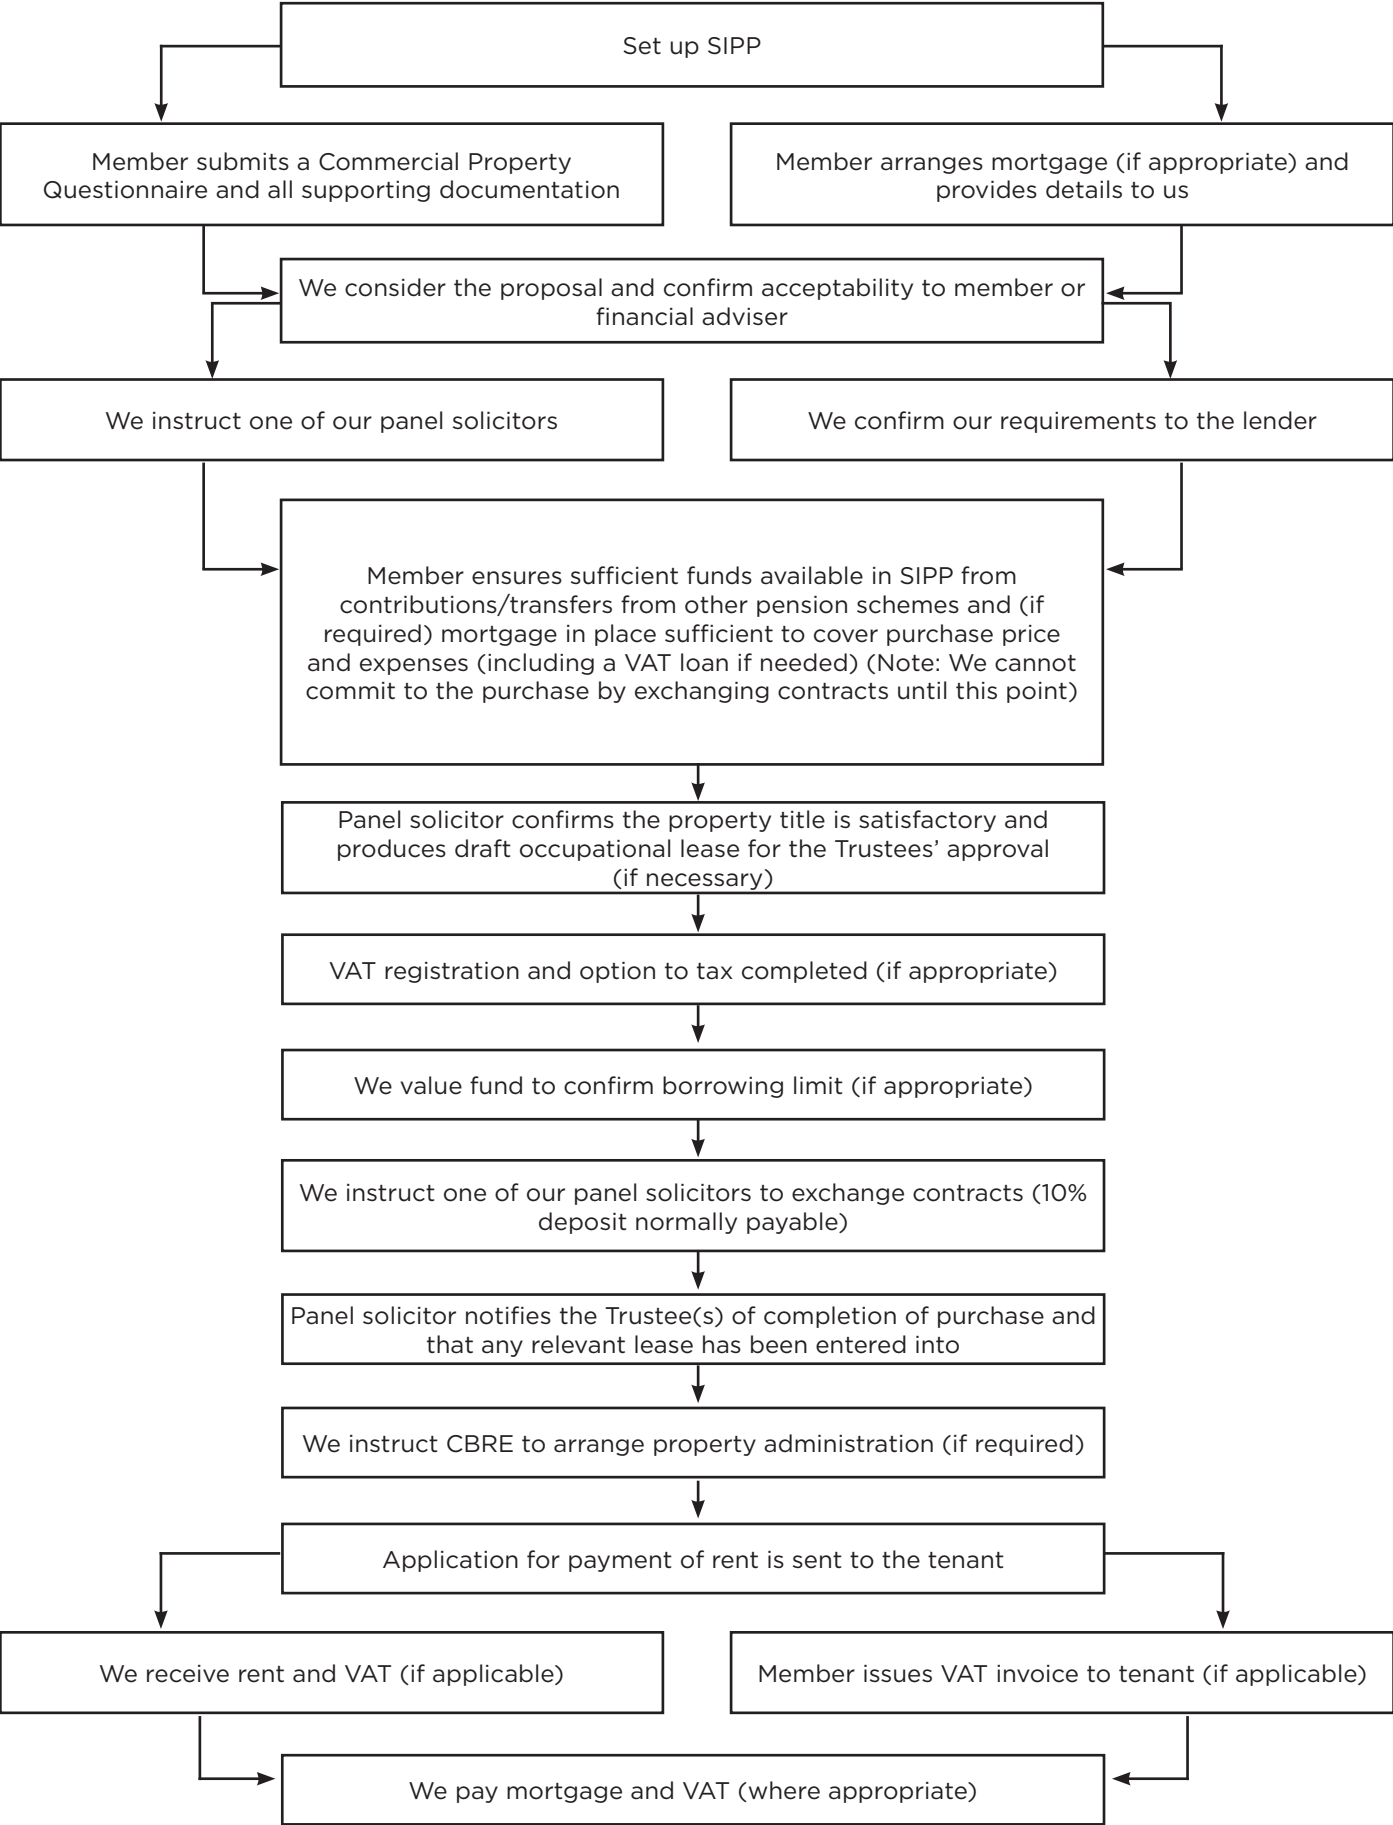 Set up SIPP
Member submits a Commercial Property
Questionnaire and all supporting documentation
Member arranges mortgage (if appropriate) and
provides details to us
We consider the proposal and confirm acceptability to member or
financial adviser
We instruct one of our panel solicitors
We confirm our requirements to the lender
Member ensures sufficient funds available in SIPP from
contributions/transfers from other pension schemes and (if
required) mortgage in place sufficient to cover purchase price
and expenses (including a VAT loan if needed) (Note: We cannot
commit to the purchase by exchanging contracts until this point)
Panel solicitor confirms the property title is satisfactory and
produces draft occupational lease for the Trustees’ approval
(if necessary)
VAT registration and option to tax completed (if appropriate)
We value fund to confirm borrowing limit (if appropriate)
We instruct one of our panel solicitors to exchange contracts (10%
deposit normally payable)
Panel solicitor notifies the Trustee(s) of completion of purchase and
that any relevant lease has been entered into
We instruct CBRE to arrange property administration (if required)
Application for payment of rent is sent to the tenant
We receive rent and VAT (if applicable)
Member issues VAT invoice to tenant (if applicable)
We pay mortgage and VAT (where appropriate)